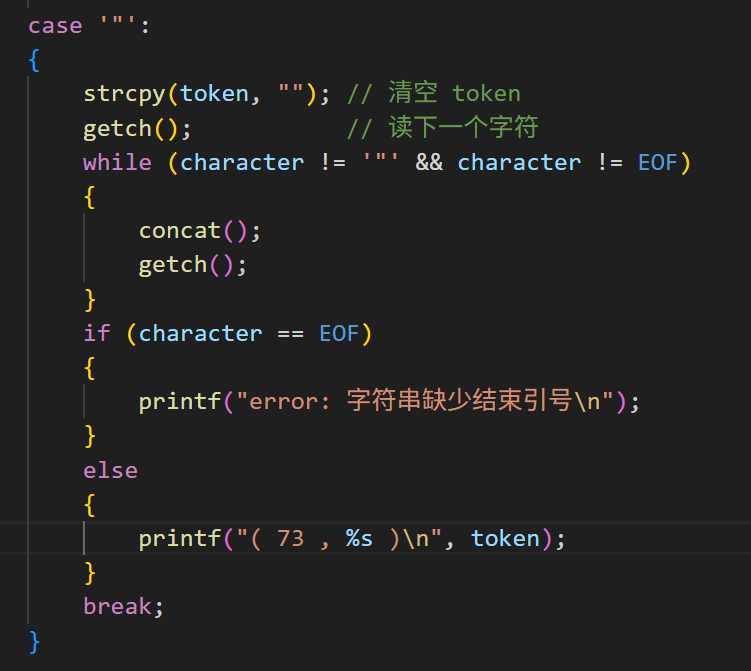 case '"':
{
    strcpy(token, ""); // 清空 token
    getch();           // 读下一个字符
    while (character != '"' && character != EOF)
    {
        concat();
        getch();
    }
    if (character == EOF)
    {
        printf("error: 字符串缺少结束引号\n");
    }
    else
    {
        printf("( 73 , %s )\n", token);
    }
    break;
}